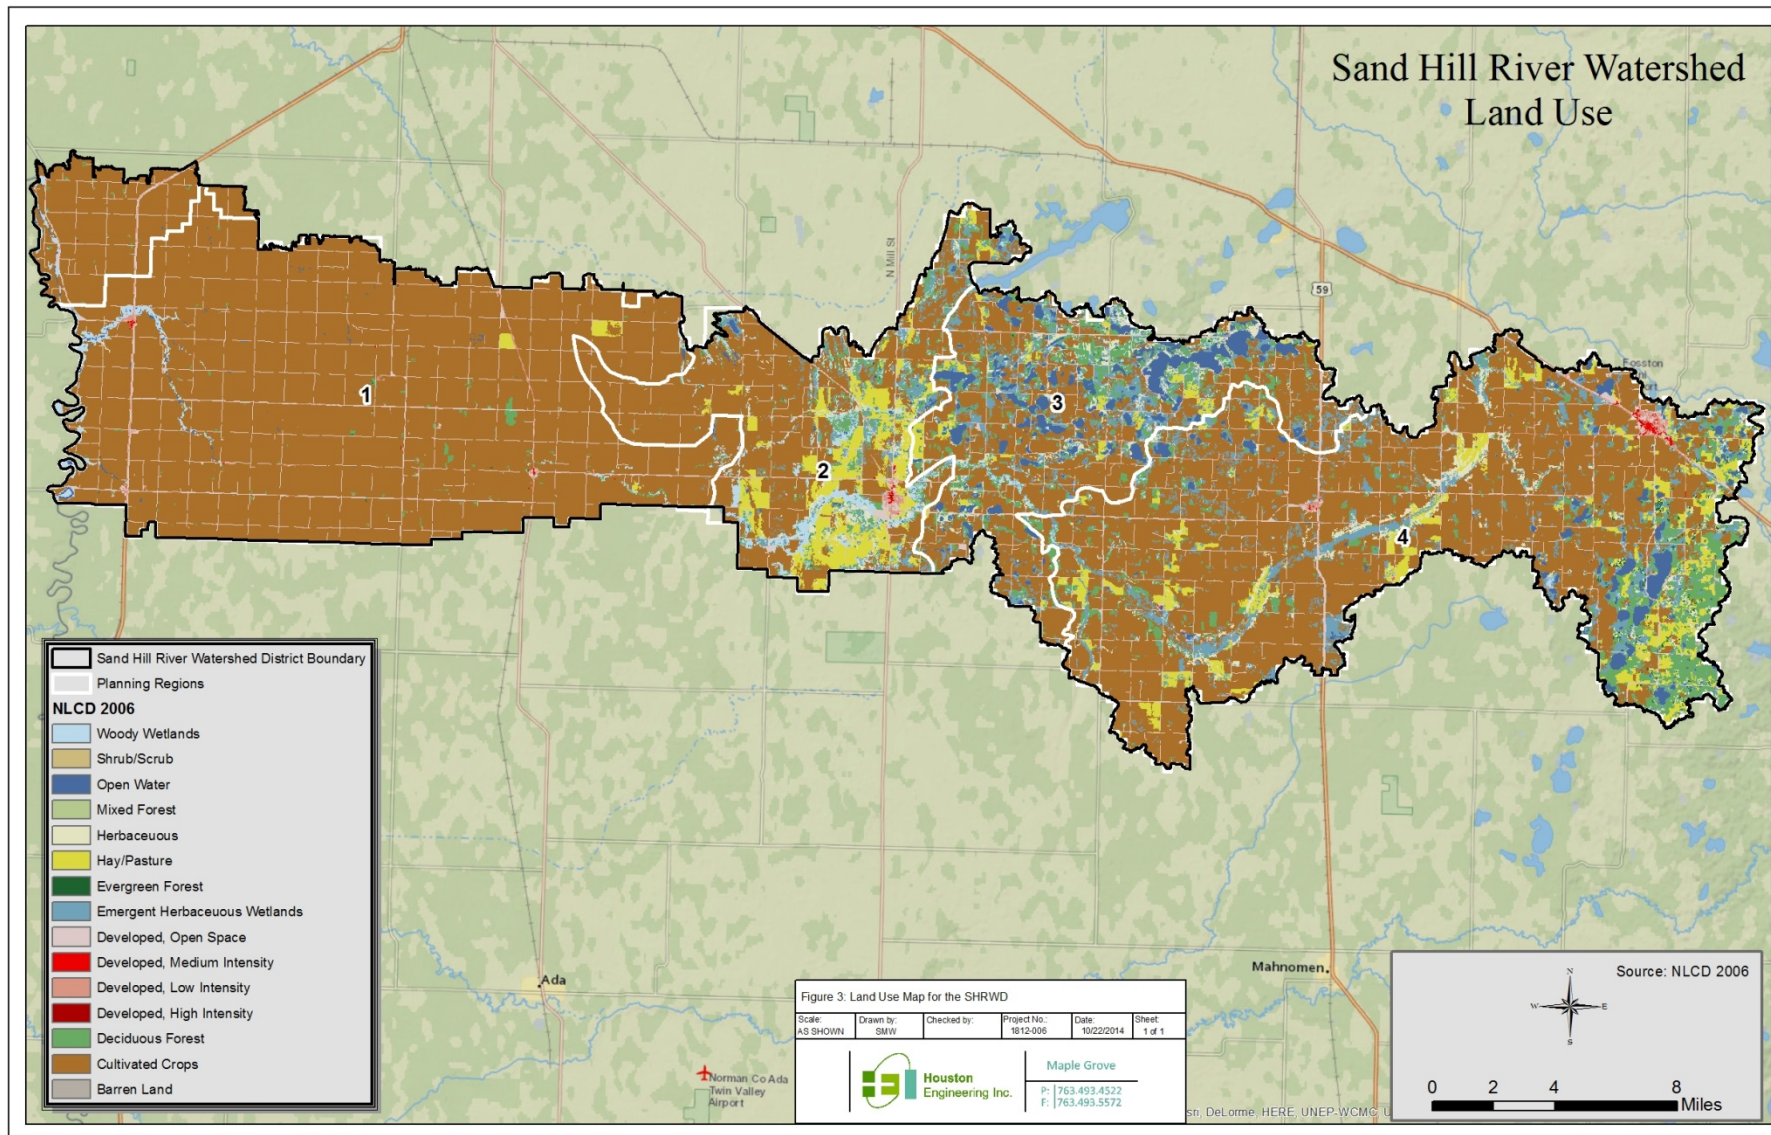 Sand Hill River Watershed
Land Use
N Mill St
59
Fosston
1
2
3
4
Sand Hill River Watershed District Boundary
Planning Regions
NLCD 2006
Woody Wetlands
Shrub/Scrub
Open Water
Mixed Forest
Herbaceuous
Hay/Pasture
Evergreen Forest
Emergent Herbaceuous Wetlands
Developed, Open Space
Developed, Medium Intensity
Developed, Low Intensity
Developed, High Intensity
Deciduous Forest
Cultivated Crops
Barren Land
Ada
Mahnomen
Norman Co Ada
Twin Valley
Airport
Figure 3: Land Use Map for the SHRWD
Scale: AS SHOWN
Drawn by: SMW
Checked by:
Project No.: 1812-006
Date: 10/22/2014
Sheet: 1 of 1
Houston
Engineering Inc.
Maple Grove
P: 763.493.4522
F: 763.493.5572
Source: NLCD 2006
N
W E
S
0 2 4 8 Miles
DeLorme, HERE, UNEP-WCMC,